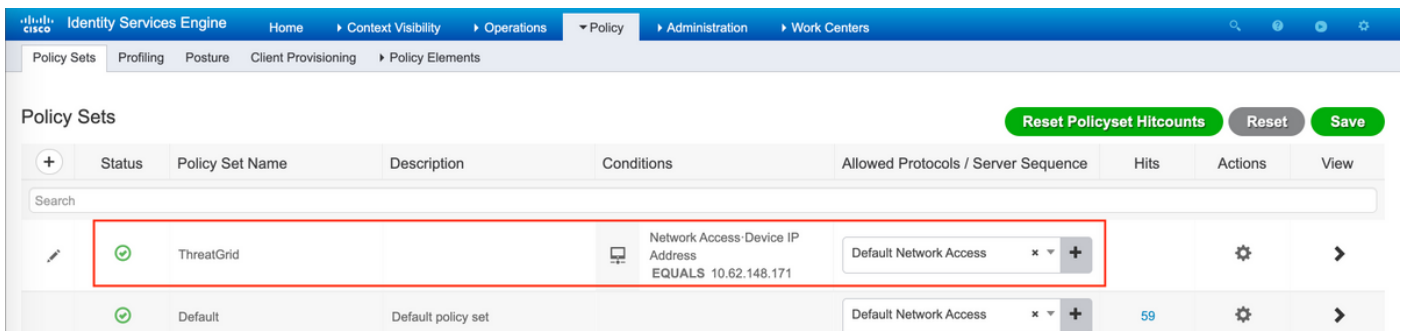 cisco Identity Services Engine Home Context Visibility Operations Policy Administration Work Centers
Policy Sets Profiling Posture Client Provisioning Policy Elements
Policy Sets
Reset Policyset Hitcounts Reset Save
+ Status Policy Set Name Description Conditions Allowed Protocols / Server Sequence Hits Actions View
Search
ThreatGrid
Network Access·Device IP
Address
EQUALS 10.62.148.171
Default Network Access × +
Default Default policy set Default Network Access × + 59